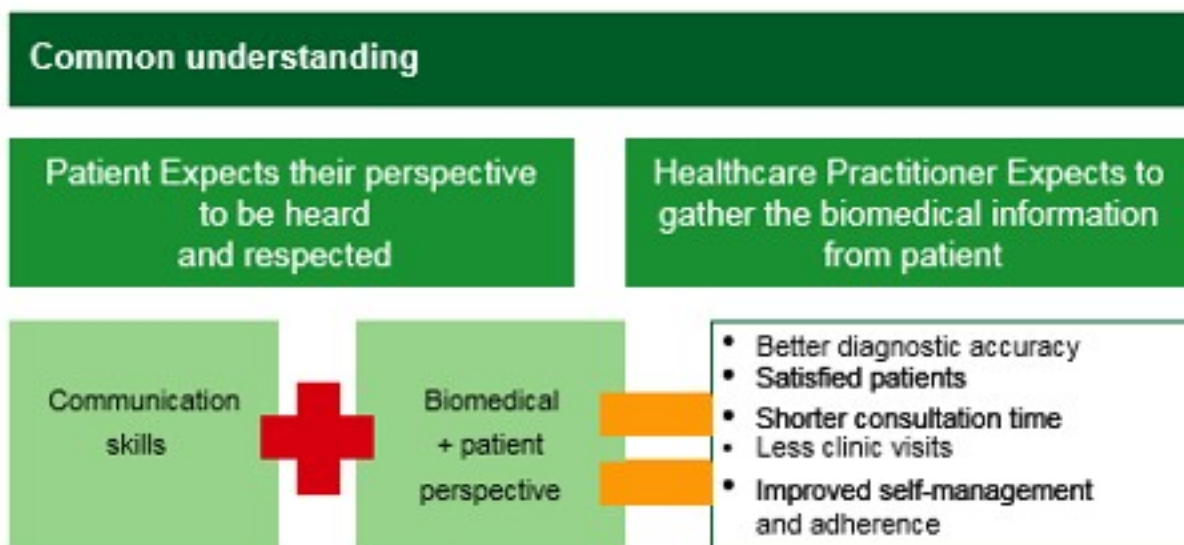 Common understanding
Patient Expects their perspective
to be heard
and respected
Healthcare Practitioner Expects to
gather the biomedical information
from patient
Communication
skills
Biomedical
+ patient
perspective
• Better diagnostic accuracy
• Satisfied patients
• Shorter consultation time
• Less clinic visits
• Improved self-management
and adherence